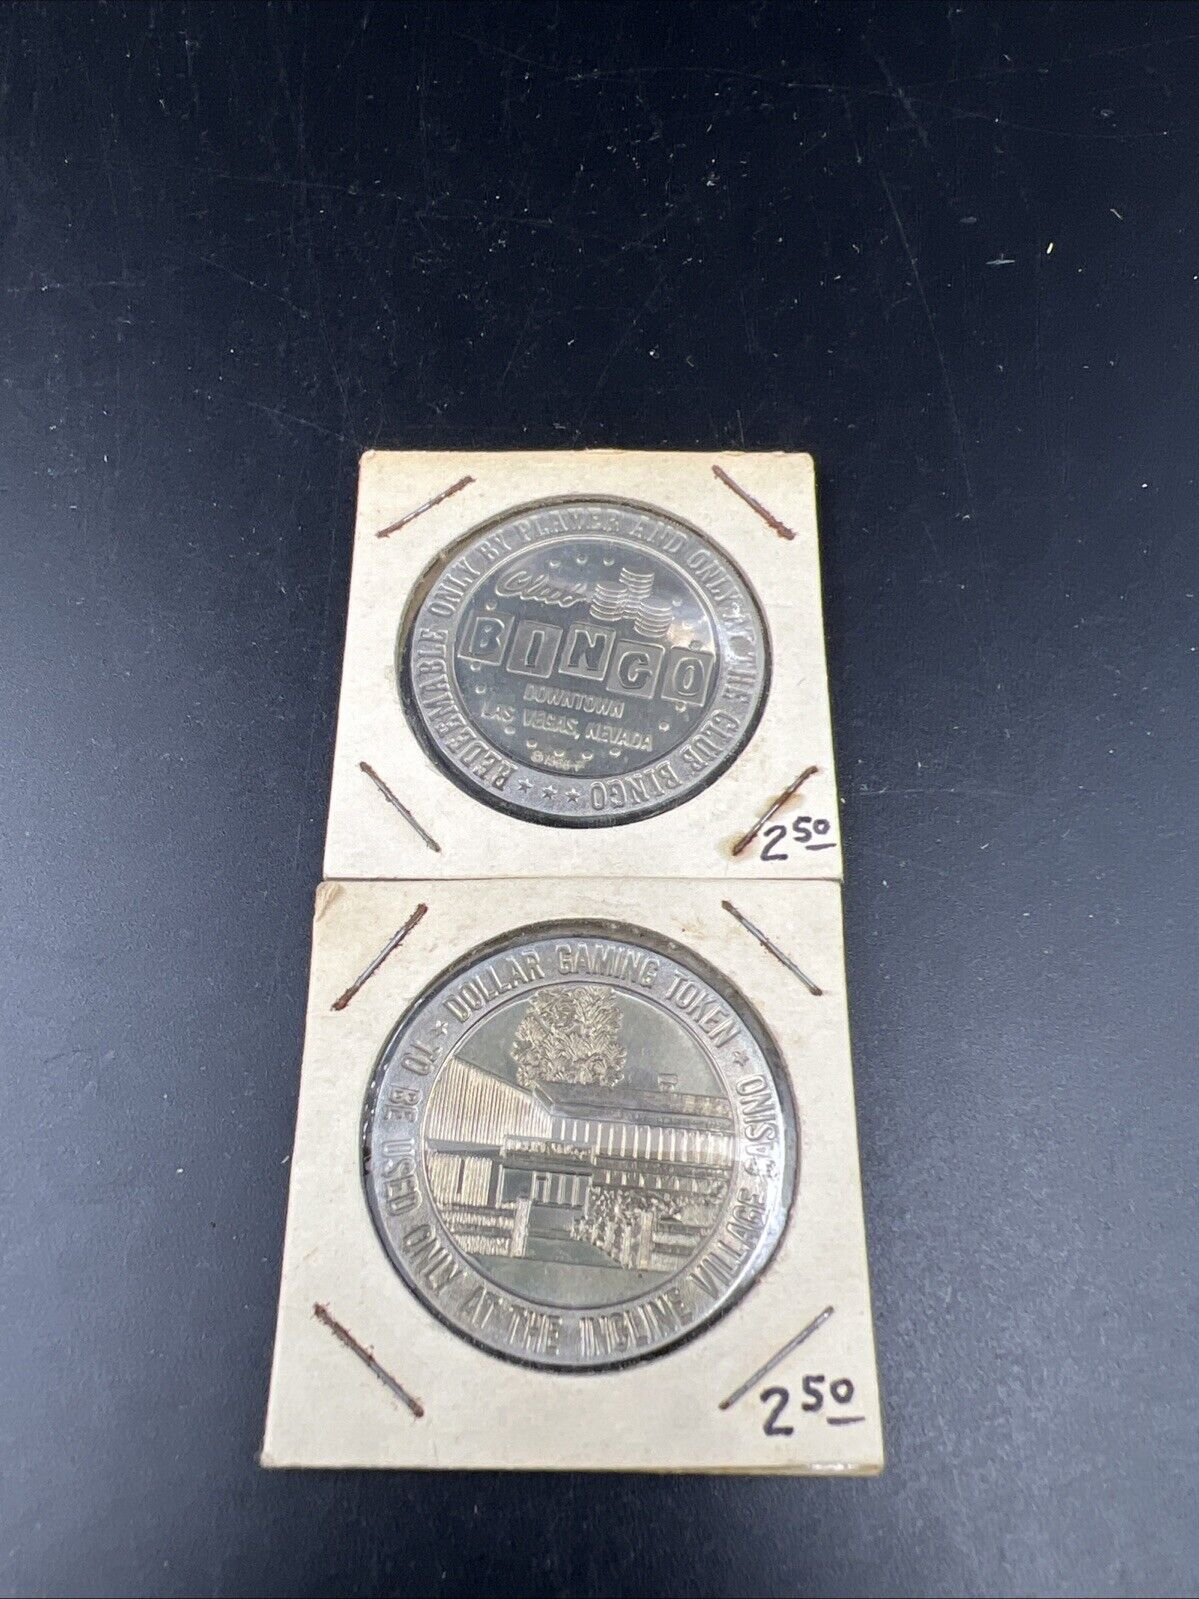 REDEEMABLE ONLY BY PLAYER AND ONLY AT THE CLUB BINGO
Club
BINGO
DOWNTOWN
LAS VEGAS, NEVADA
2 50
DOLLAR GAMING TOKEN
TO BE USED ONLY AT THE INCLINE VILLAGE CASINO
2 50